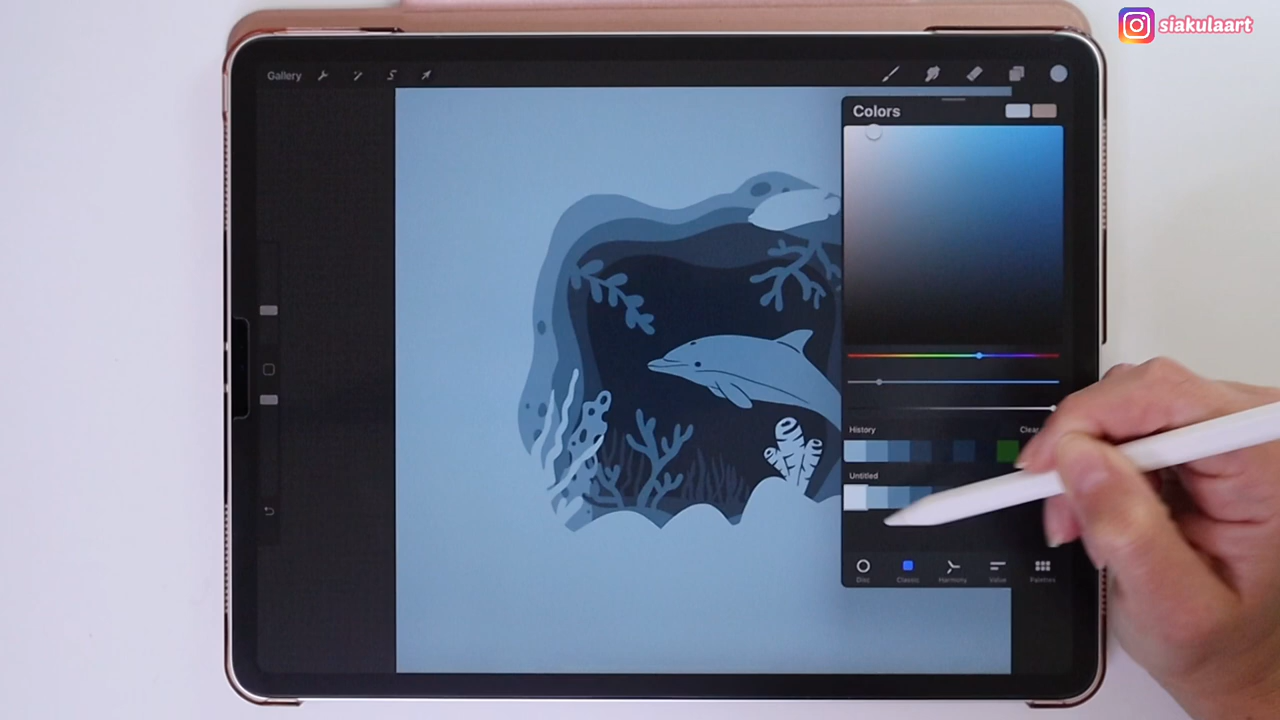 siakulaart
Gallery
Colors
History
Clear
Untitled
Disc
Classic
Harmony
Value
Palettes